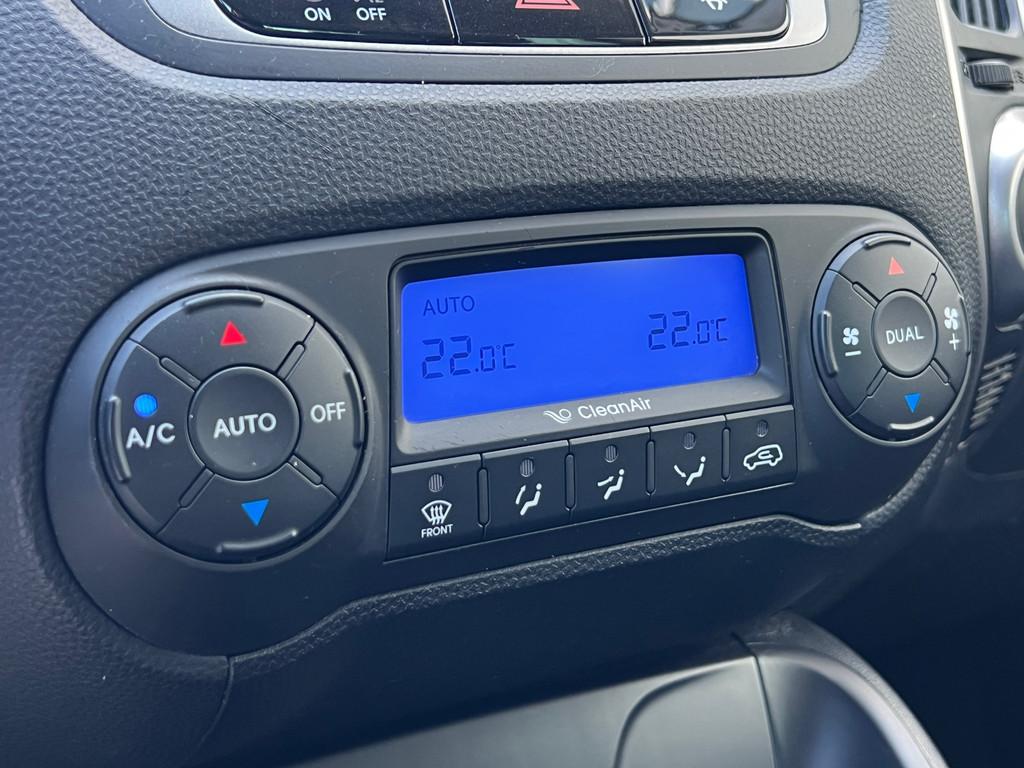 ON
OFF
AUTO
22.0°C 22.0°C
CleanAir
A/C AUTO OFF
DUAL
FRONT